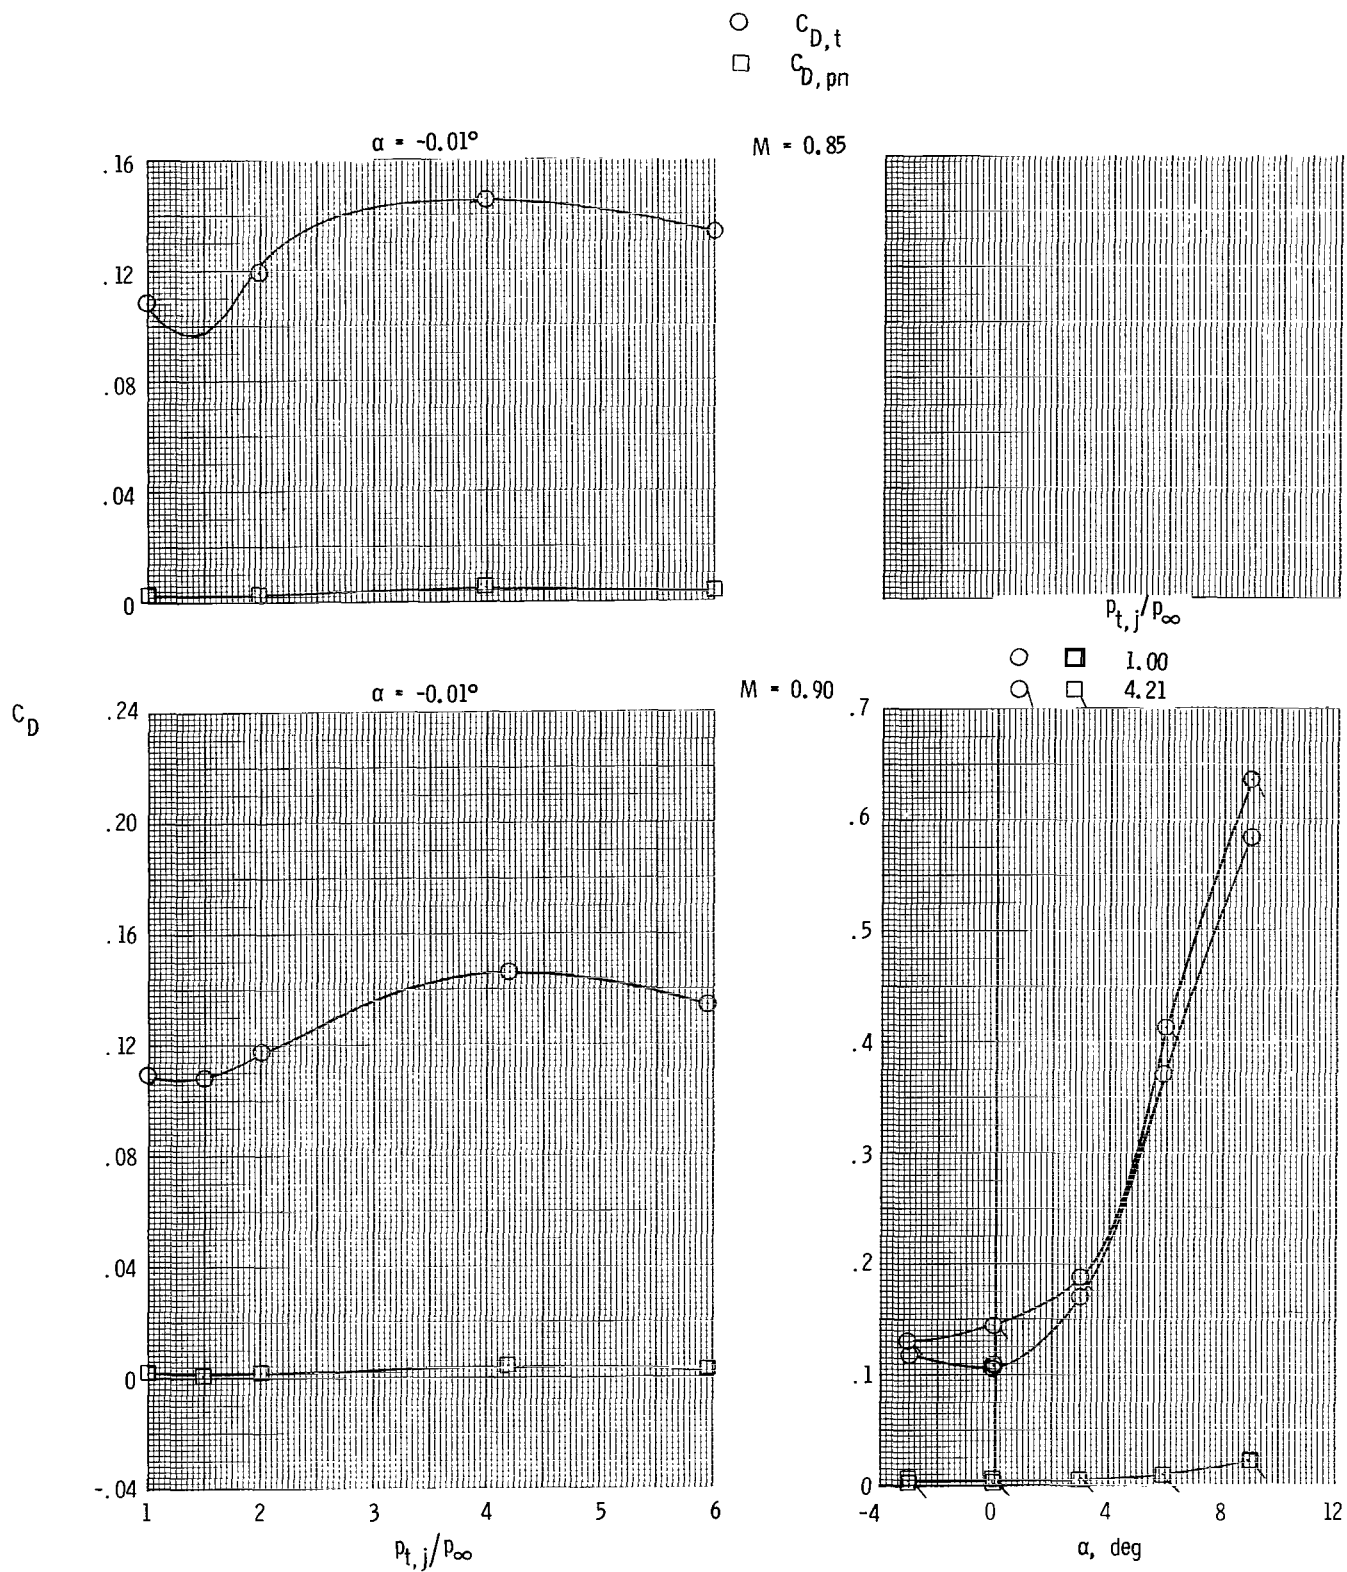 C_D,t
C_D,pn
α = -0.01°
M = 0.85
.16
.12
.08
.04
0
p_t,j/p_∞
1.00
4.21
α = -0.01°
M = 0.90
C_D
.24
.20
.16
.12
.08
.04
0
-.04
1 2 3 4 5 6
p_t,j/p_∞
.7
.6
.5
.4
.3
.2
.1
0
-4 0 4 8 12
α, deg